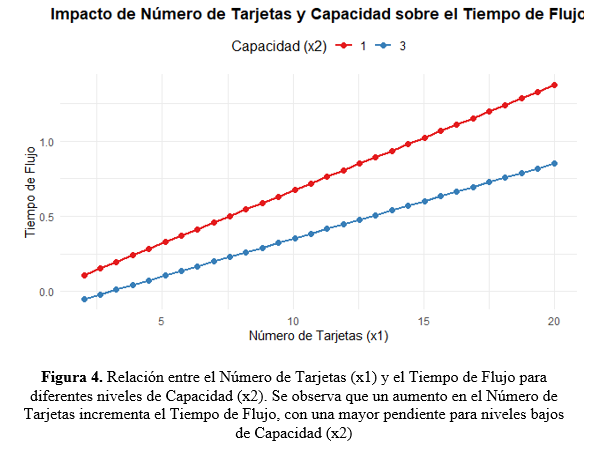 Impacto de Número de Tarjetas y Capacidad sobre el Tiempo de Flujo
Capacidad (x2) 1 3
Tiempo de Flujo
1.0
0.5
0.0
5 10 15 20
Número de Tarjetas (x1)
Figura 4. Relación entre el Número de Tarjetas (x1) y el Tiempo de Flujo para
diferentes niveles de Capacidad (x2). Se observa que un aumento en el Número de
Tarjetas incrementa el Tiempo de Flujo, con una mayor pendiente para niveles bajos
de Capacidad (x2)